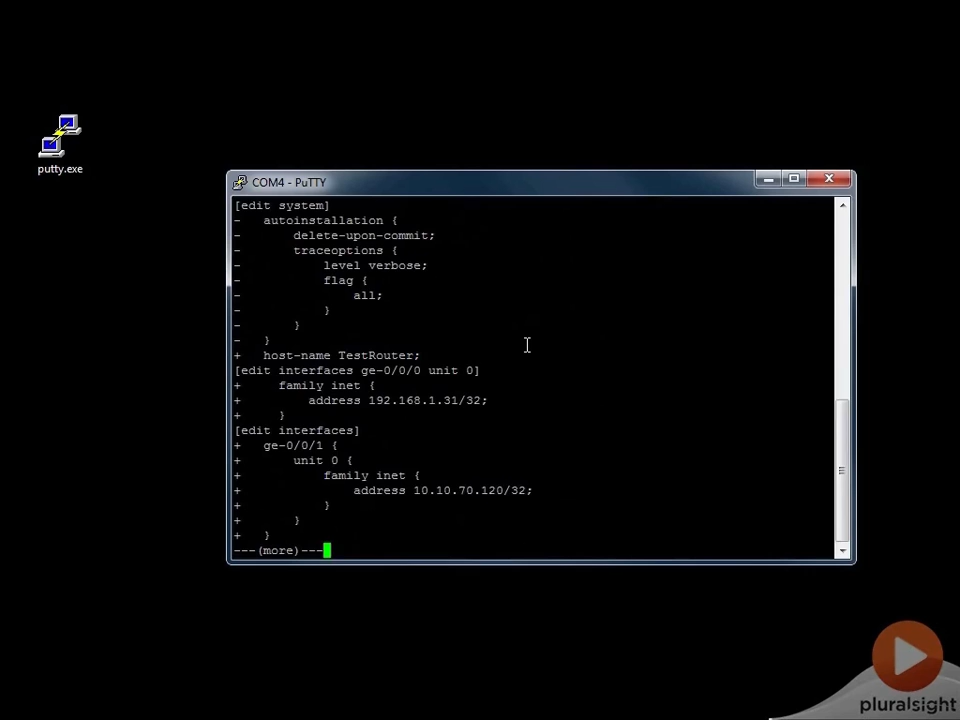 putty.exe
COM4 - PuTTY
[edit system]
-   autoinstallation {
-       delete-upon-commit;
-       traceoptions {
-           level verbose;
-           flag {
-               all;
-           }
-       }
-   }
+   host-name TestRouter;
[edit interfaces ge-0/0/0 unit 0]
+     family inet {
+         address 192.168.1.31/32;
+     }
[edit interfaces]
+   ge-0/0/1 {
+       unit 0 {
+           family inet {
+               address 10.10.70.120/32;
+           }
+       }
+   }
---(more)---
pluralsight